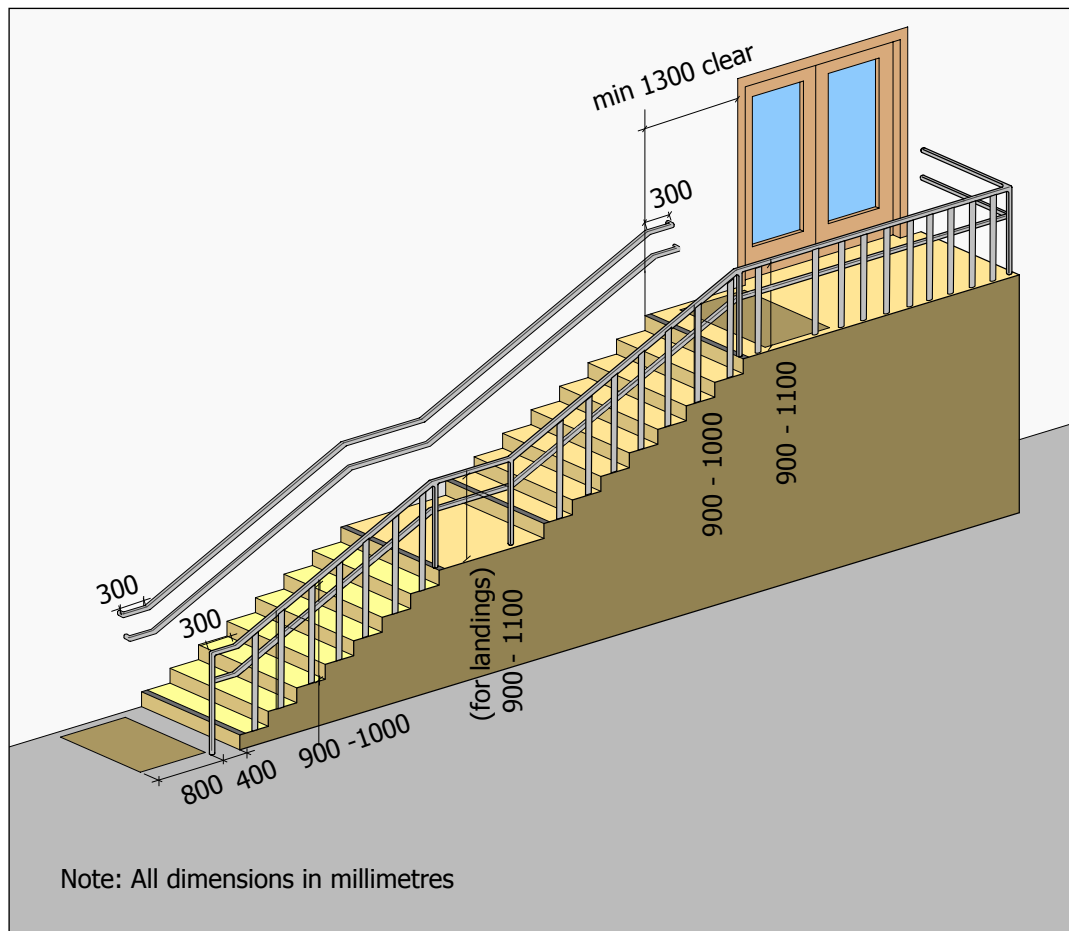 min 1300 clear
300
300
300
900 - 1100
900 - 1000
(for landings)
900 - 1100
900 -1000
400
800
Note: All dimensions in millimetres